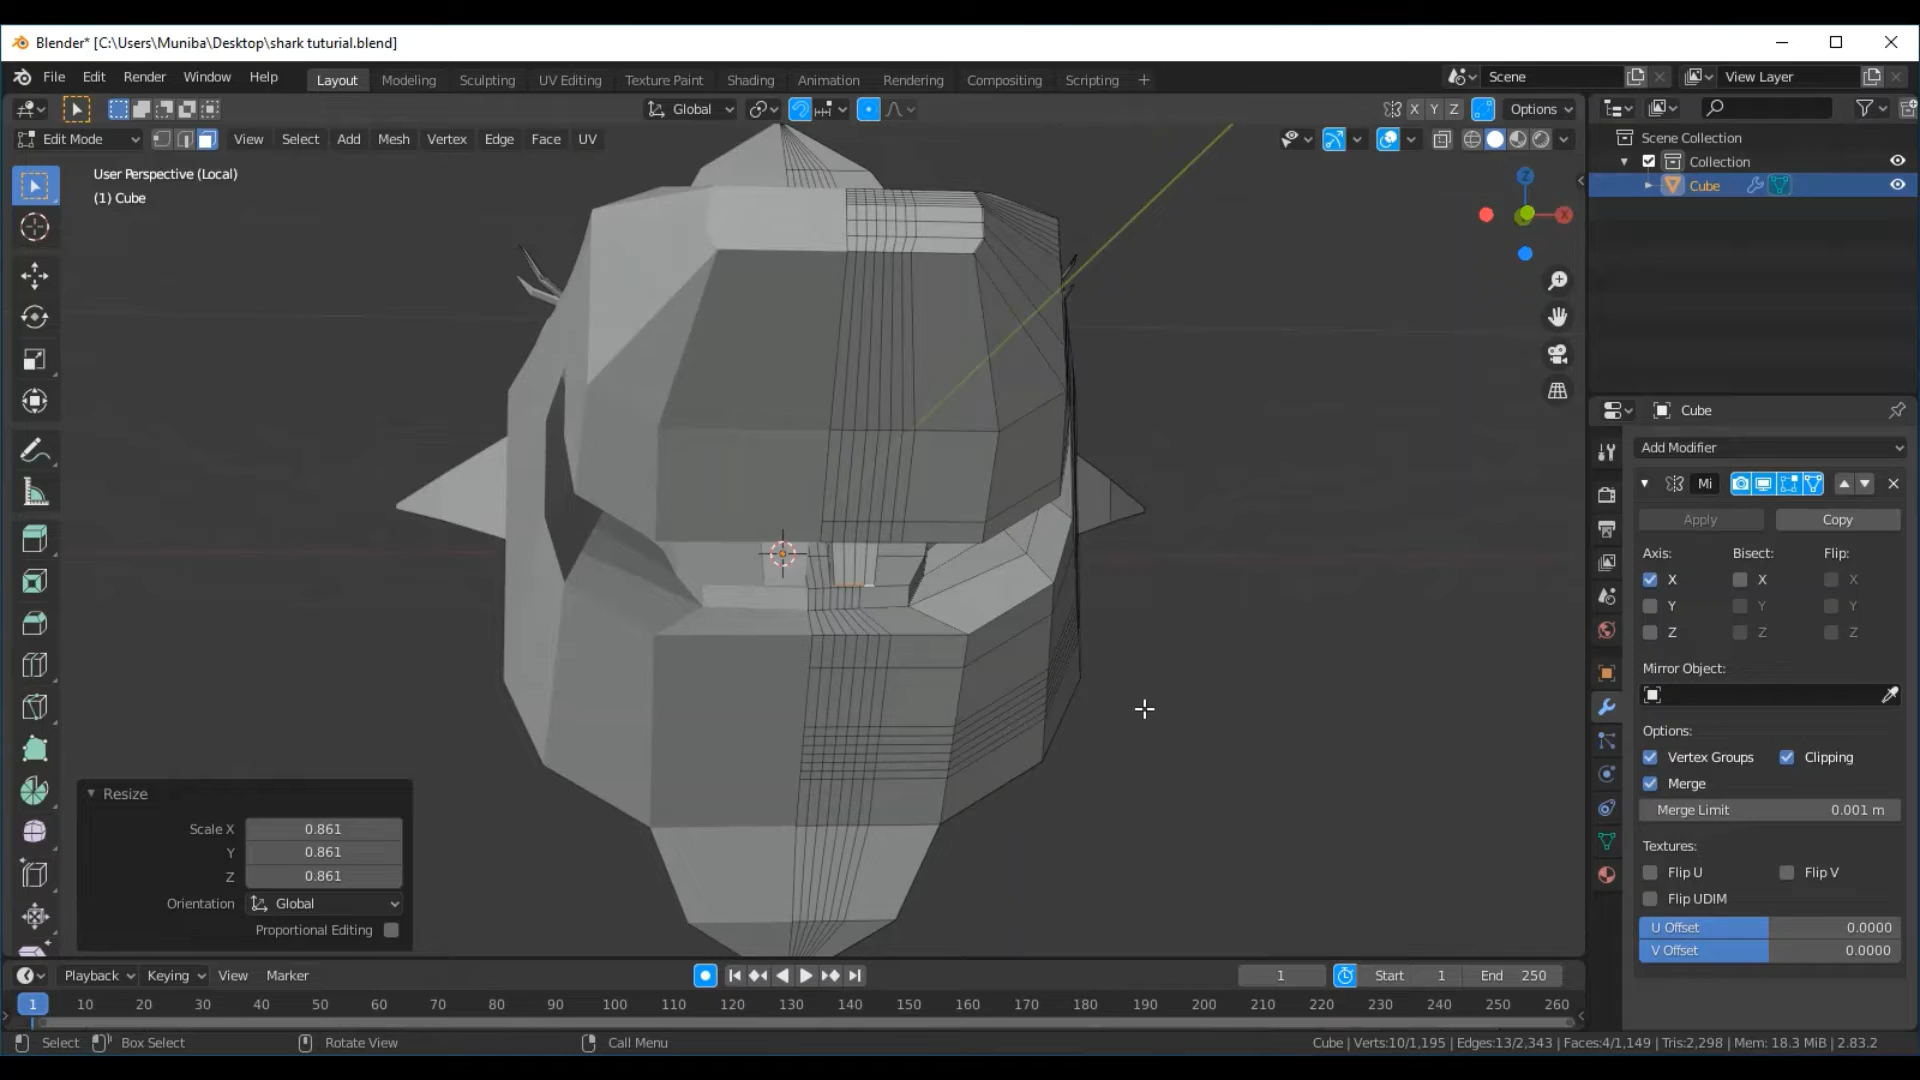 Blender* [C:\Users\Muniba\Desktop\shark tuturial.blend]
File Edit Render Window Help Layout Modeling Sculpting UV Editing Texture Paint Shading Animation Rendering Compositing Scripting + Scene View Layer
Global X Y Z Options
Edit Mode View Select Add Mesh Vertex Edge Face UV
Scene Collection
Collection
Cube
User Perspective (Local)
(1) Cube
Z
X
Cube
Add Modifier
Mi
Apply Copy
Axis: Bisect: Flip:
X X X
Y Y Y
Z Z Z
Mirror Object:
Options:
Vertex Groups Clipping
Merge
Merge Limit 0.001 m
Textures:
Flip U Flip V
Flip UDIM
U Offset 0.0000
V Offset 0.0000
Resize
Scale X 0.861
Y 0.861
Z 0.861
Orientation Global
Proportional Editing
Playback Keying View Marker 1 Start 1 End 250
1 10 20 30 40 50 60 70 80 90 100 110 120 130 140 150 160 170 180 190 200 210 220 230 240 250 260
Select Box Select Rotate View Call Menu Cube | Verts:10/1,195 | Edges:13/2,343 | Faces:4/1,149 | Tris:2,298 | Mem: 18.3 MiB | 2.83.2